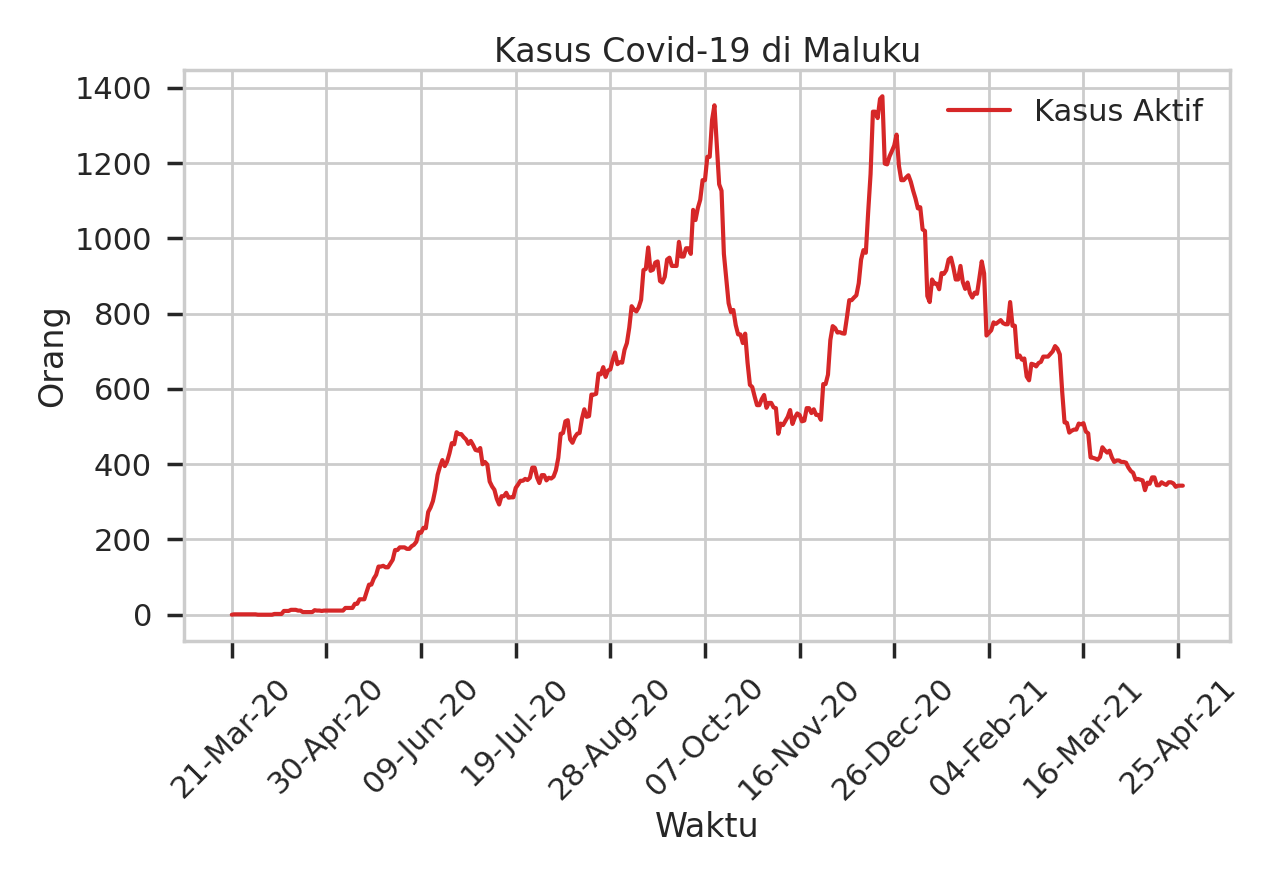 Kasus Covid-19 di Maluku
Kasus Aktif
1400
1200
1000
800
600
400
200
0
Orang
21-Mar-20
30-Apr-20
09-Jun-20
19-Jul-20
28-Aug-20
07-Oct-20
16-Nov-20
26-Dec-20
04-Feb-21
16-Mar-21
25-Apr-21
Waktu